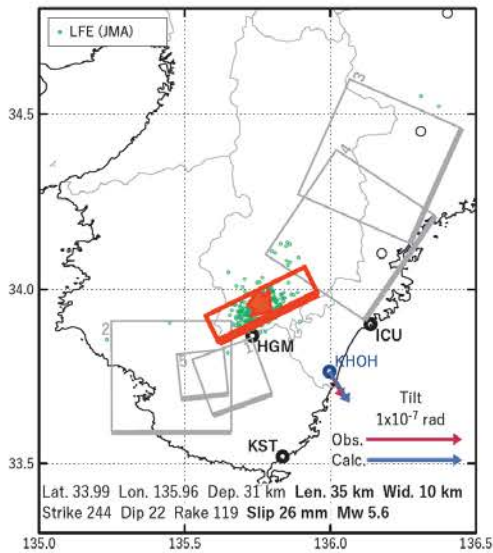 LFE (JMA)
34.5
3
4
34.0
2
5
HGM
ICU
KHOH
Tilt
1x10-7 rad
Obs.
Calc.
KST
33.5
Lat. 33.99 Lon. 135.96 Dep. 31 km Len. 35 km Wid. 10 km
Strike 244 Dip 22 Rake 119 Slip 26 mm Mw 5.6
135.0 135.5 136.0 136.5